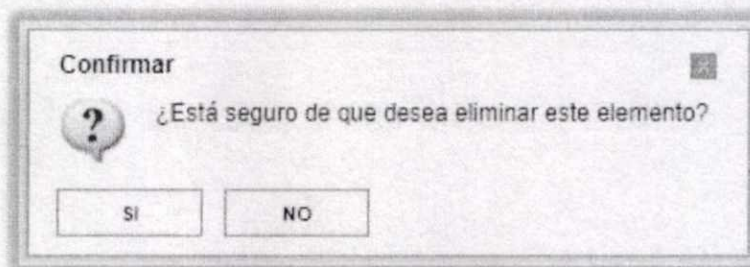 Confirmar
¿Está seguro de que desea eliminar este elemento?
SI
NO